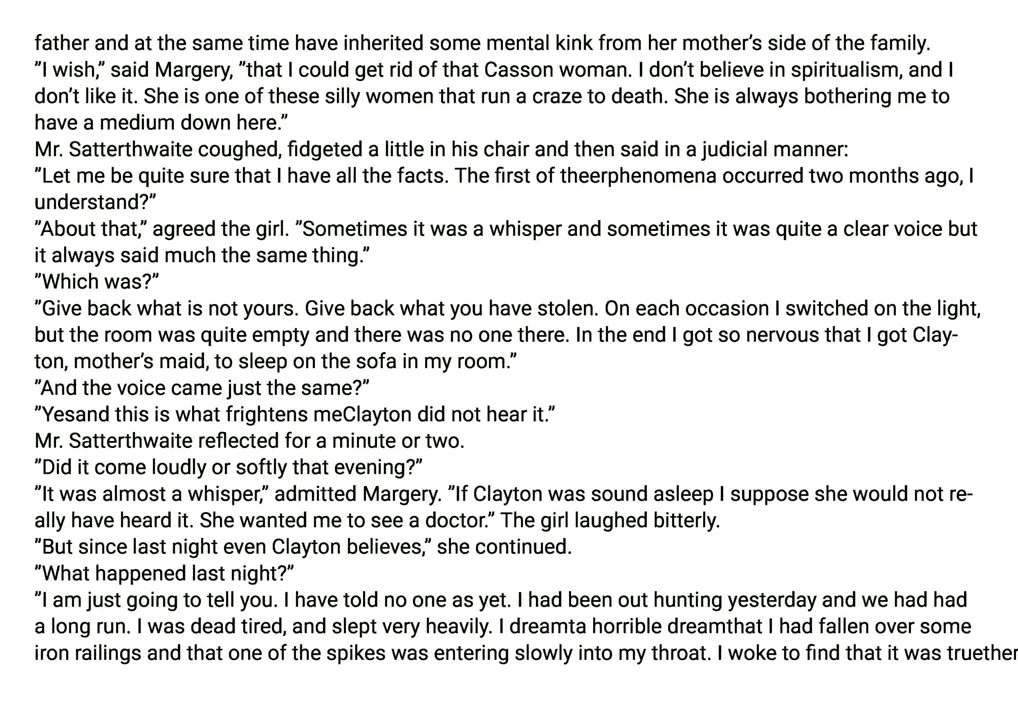 father and at the same time have inherited some mental kink from her mother’s side of the family.
”I wish,” said Margery, ”that I could get rid of that Casson woman. I don’t believe in spiritualism, and I
don’t like it. She is one of these silly women that run a craze to death. She is always bothering me to
have a medium down here.”
Mr. Satterthwaite coughed, fidgeted a little in his chair and then said in a judicial manner:
”Let me be quite sure that I have all the facts. The first of theerphenomena occurred two months ago, I
understand?”
”About that,” agreed the girl. ”Sometimes it was a whisper and sometimes it was quite a clear voice but
it always said much the same thing.”
”Which was?”
”Give back what is not yours. Give back what you have stolen. On each occasion I switched on the light,
but the room was quite empty and there was no one there. In the end I got so nervous that I got Clay-
ton, mother’s maid, to sleep on the sofa in my room.”
”And the voice came just the same?”
”Yesand this is what frightens meClayton did not hear it.”
Mr. Satterthwaite reflected for a minute or two.
”Did it come loudly or softly that evening?”
”It was almost a whisper,” admitted Margery. ”If Clayton was sound asleep I suppose she would not re-
ally have heard it. She wanted me to see a doctor.” The girl laughed bitterly.
”But since last night even Clayton believes,” she continued.
”What happened last night?”
”I am just going to tell you. I have told no one as yet. I had been out hunting yesterday and we had had
a long run. I was dead tired, and slept very heavily. I dreamta horrible dreamthat I had fallen over some
iron railings and that one of the spikes was entering slowly into my throat. I woke to find that it was truether